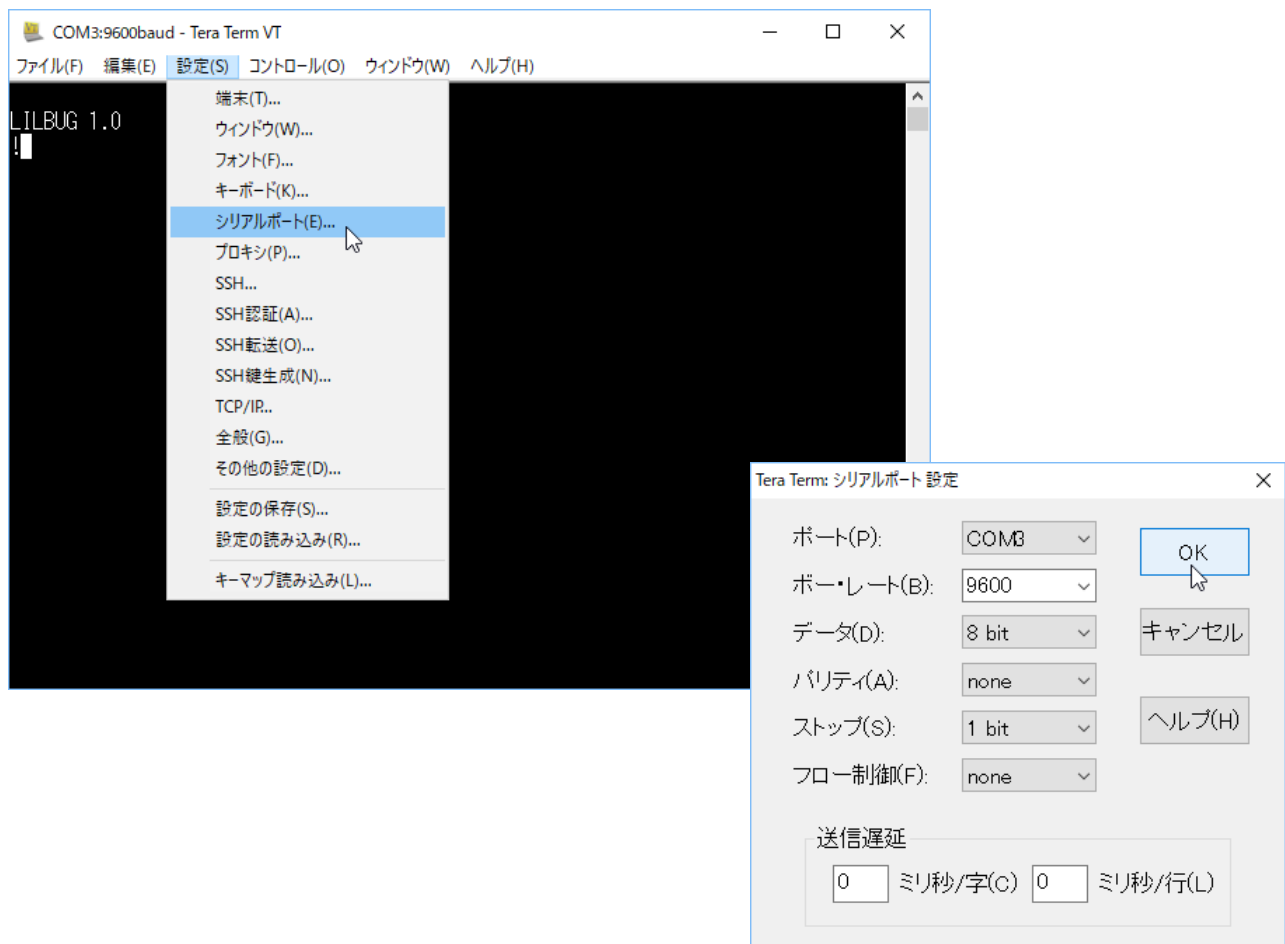 COM3:9600baud - Tera Term VT
ファイル(F) 編集(E) 設定(S) コントロール(O) ウィンドウ(W) ヘルプ(H)
LILBUG 1.0
!
端末(T)...
ウィンドウ(W)...
フォント(F)...
キーボード(K)...
シリアルポート(E)...
プロキシ(P)...
SSH...
SSH認証(A)...
SSH転送(O)...
SSH鍵生成(N)...
TCP/IP...
全般(G)...
その他の設定(D)...
設定の保存(S)...
設定の読み込み(R)...
キーマップ読み込み(L)...
Tera Term: シリアルポート 設定
ポート(P): COM3 OK
ボー・レート(B): 9600
データ(D): 8 bit キャンセル
パリティ(A): none
ストップ(S): 1 bit ヘルプ(H)
フロー制御(F): none
送信遅延
0 ミリ秒/字(C) 0 ミリ秒/行(L)